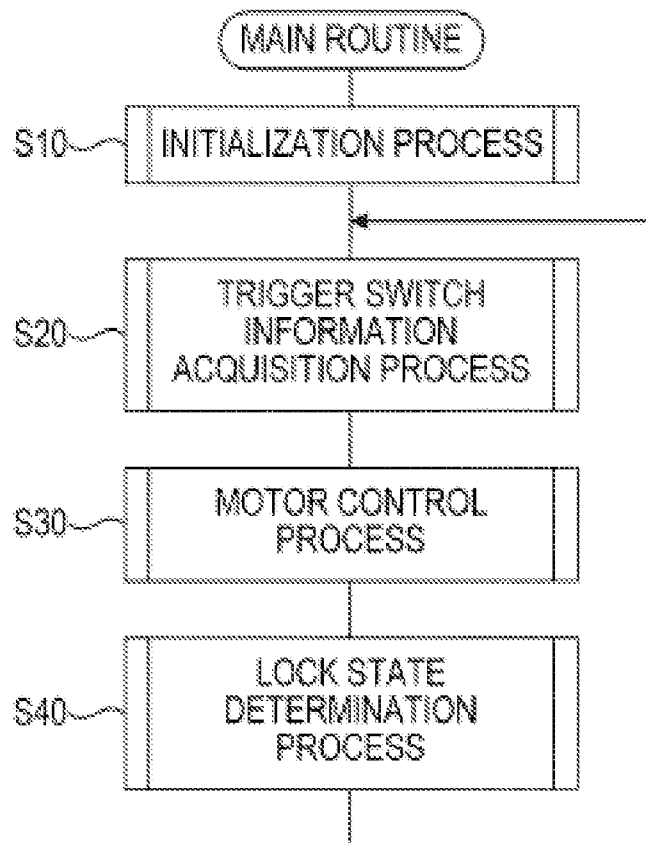 MAIN ROUTINE
S10
INITIALIZATION PROCESS
S20
TRIGGER SWITCH
INFORMATION
ACQUISITION PROCESS
S30
MOTOR CONTROL
PROCESS
S40
LOCK STATE
DETERMINATION
PROCESS